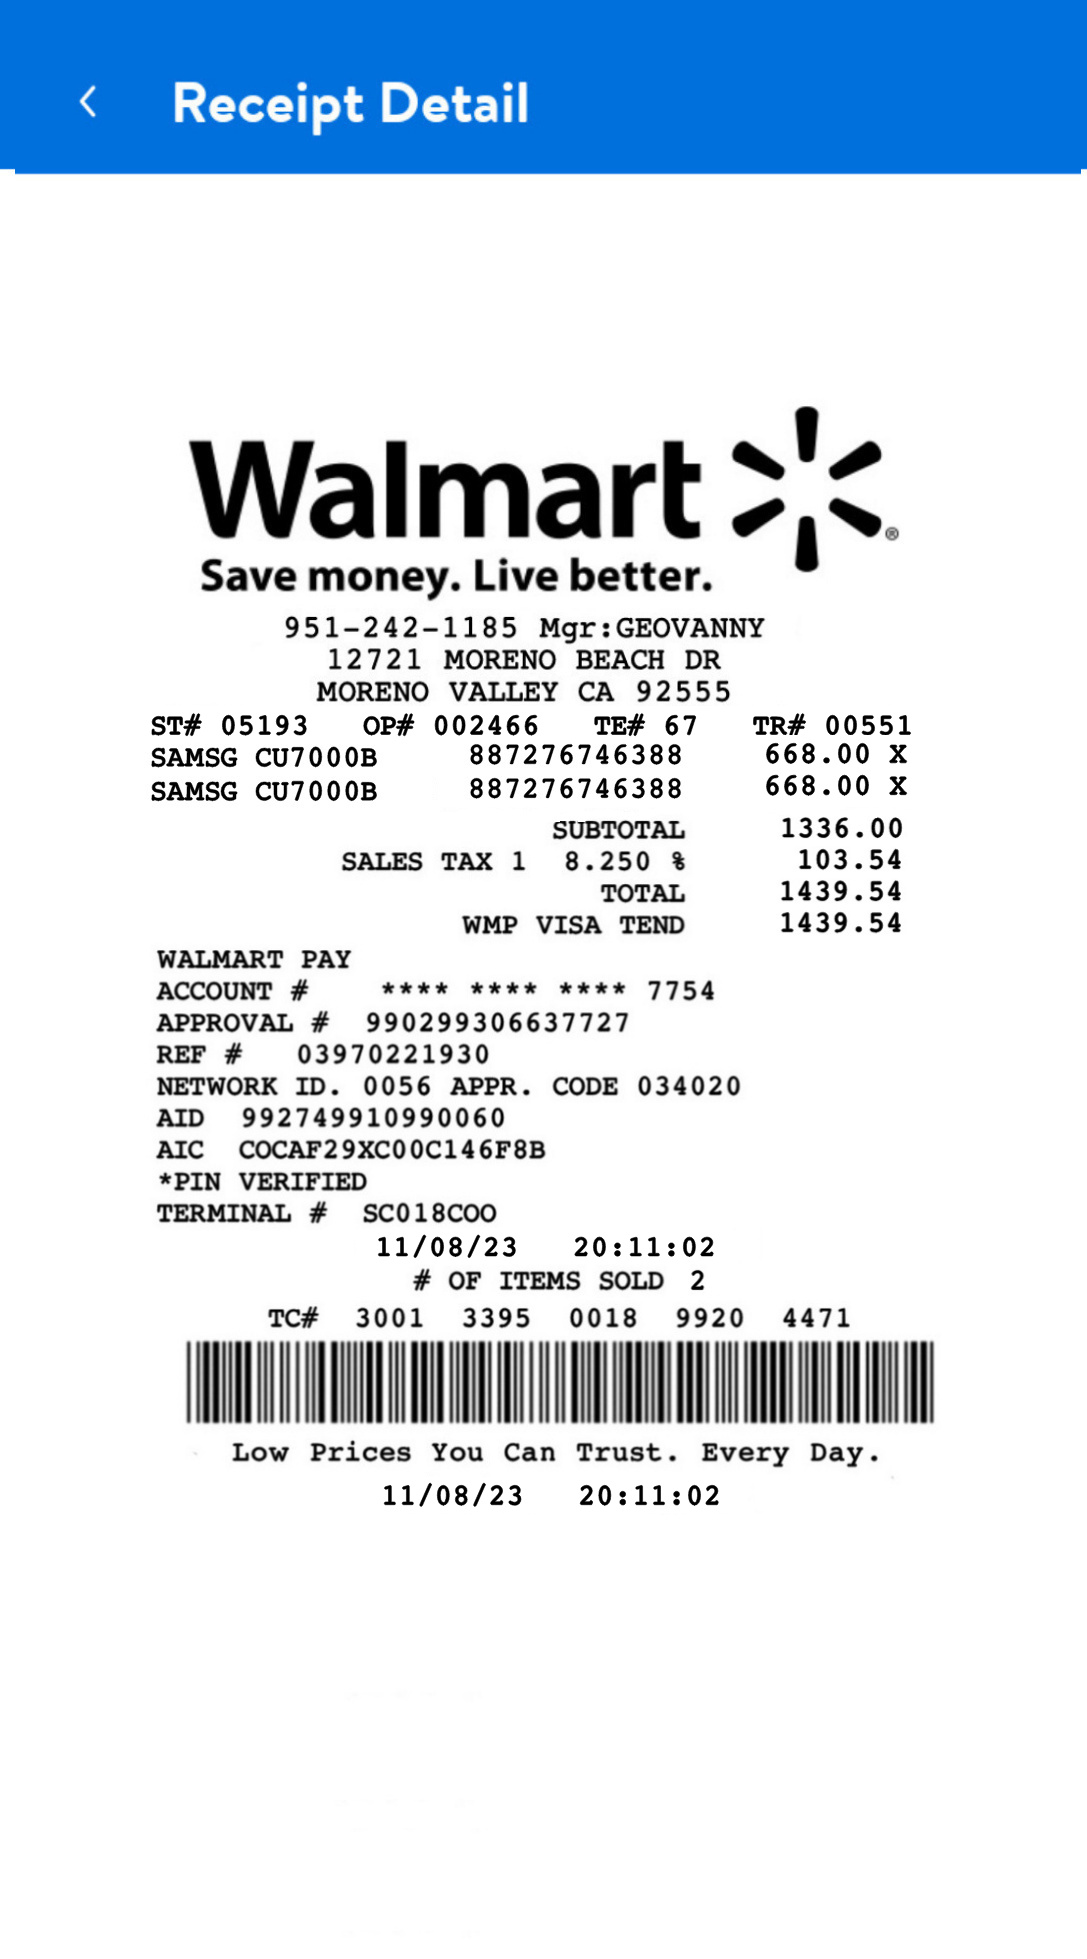 Receipt Detail
Walmart
®
Save money. Live better.
951-242-1185 Mgr:GEOVANNY
12721 MORENO BEACH DR
MORENO VALLEY CA 92555
ST# 05193 OP# 002466 TE# 67 TR# 00551
SAMSG CU7000B 887276746388 668.00 X
SAMSG CU7000B 887276746388 668.00 X
SUBTOTAL 1336.00
SALES TAX 1 8.250 % 103.54
TOTAL 1439.54
WMP VISA TEND 1439.54
WALMART PAY
ACCOUNT # **** **** **** 7754
APPROVAL # 990299306637727
REF # 03970221930
NETWORK ID. 0056 APPR. CODE 034020
AID 992749910990060
AIC COCAF29XC00C146F8B
*PIN VERIFIED
TERMINAL # SC018COO
11/08/23 20:11:02
# OF ITEMS SOLD 2
TC# 3001 3395 0018 9920 4471
Low Prices You Can Trust. Every Day.
11/08/23 20:11:02